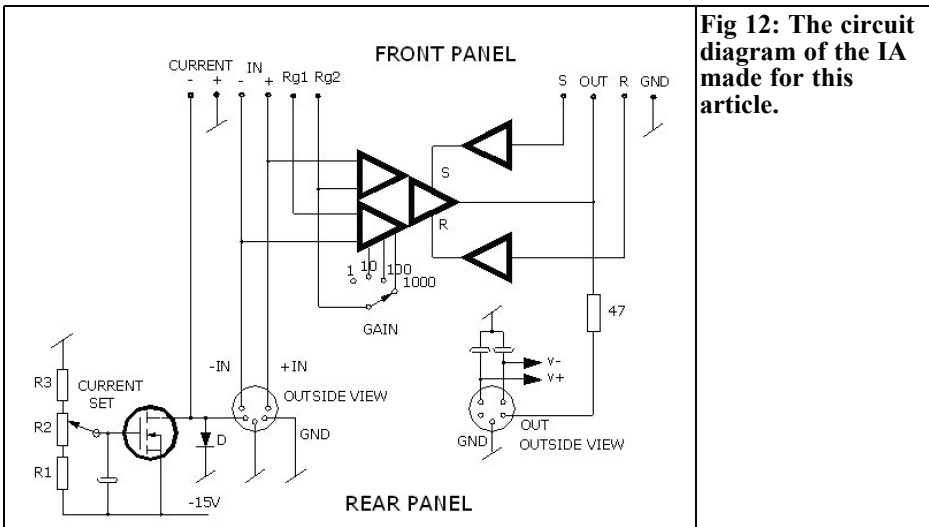 FRONT PANEL
CURRENT IN
- + - + Rg1 Rg2
S OUT R GND
S
R
1 10 100 1000
GAIN
47
-IN +IN
V-
V+
OUTSIDE VIEW
R3
CURRENT
SET
R2
D
GND
R1
OUT
GND OUTSIDE VIEW
-15V
REAR PANEL
Fig 12: The circuit
diagram of the IA
made for this
article.